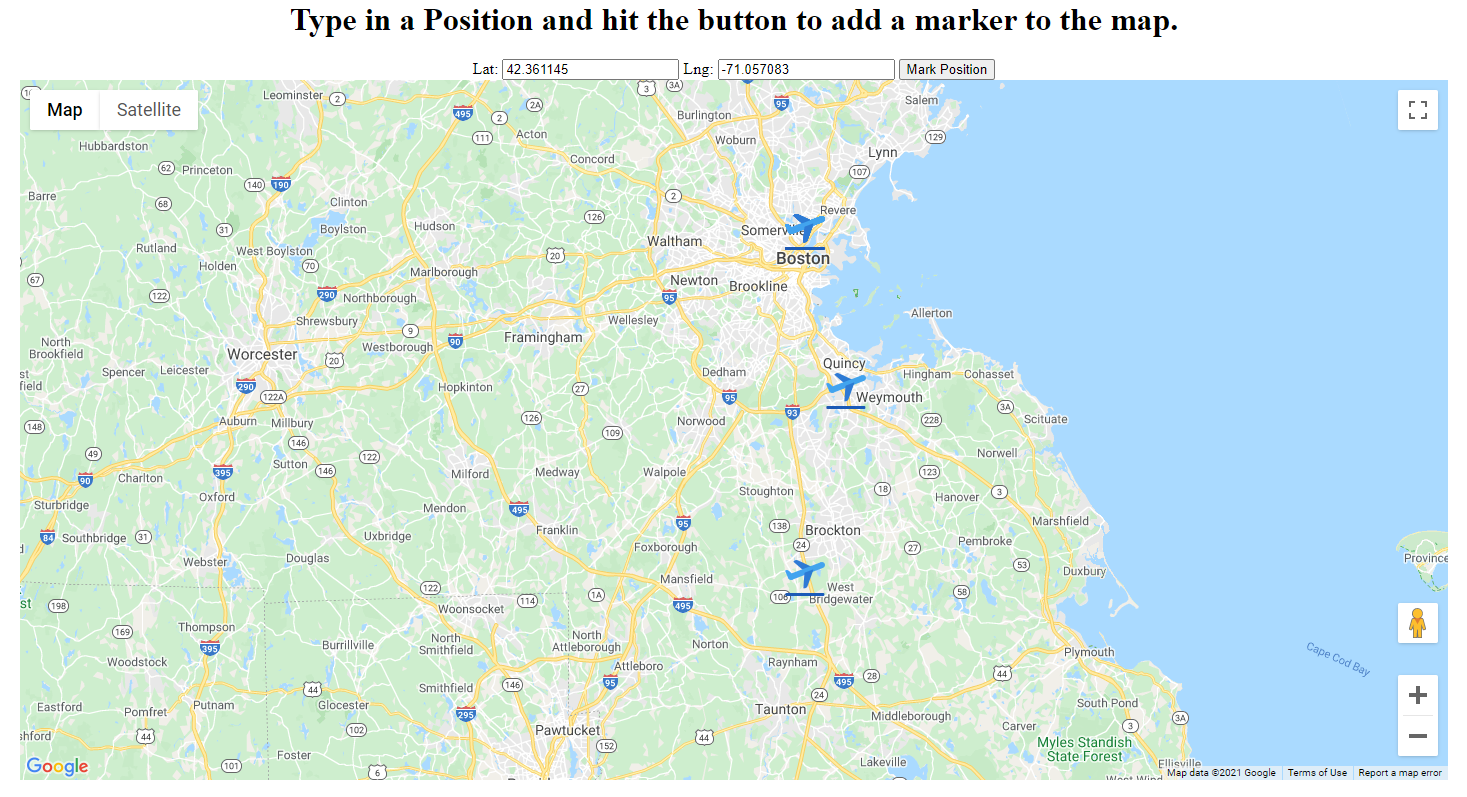 Type in a Position and hit the button to add a marker to the map.
Lat: 42.361145 Lng: -71.057083 Mark Position
Map Satellite
Leominster 2
495
2A
3
3A
95
Salem
Burlington
2
111
Acton
Woburn
129
Hubbardston
Concord
Lynn
62
Princeton
140
190
107
Barre
68
Clinton
2
31
Boylston
Hudson
126
Revere
Rutland
West Boylston
Waltham
Somerville
Holden
70
20
Boston
67
Marlborough
Newton
Brookline
122
290
Northborough
95
Shrewsbury
9
Wellesley
Allerton
North
Brookfield
Westborough
90
Framingham
Worcester
20
Quincy
Spencer
Leicester
Dedham
Hingham
Cohasset
st
field
290
122A
Hopkinton
27
95
Weymouth
93
3A
148
Auburn
Millbury
126
Norwood
228
Scituate
146
109
49
122
Norwell
90
Charlton
395
Sutton
146
Milford
Medway
Walpole
123
Oxford
Stoughton
18
Hanover
3
Sturbridge
Mendon
495
95
Marshfield
84
Southbridge
31
Uxbridge
Franklin
138
Brockton
24
27
Pembroke
Foxborough
Webster
Douglas
53
Duxbury
Province
Mansfield
122
114
1A
495
106
West
Bridgewater
58
st
198
Woonsocket
169
Thompson
395
Burrillville
North
Smithfield
North
Attleborough
Norton
Plymouth
Cape Cod Bay
Woodstock
Attleboro
Raynham
44
146
95
495
28
44
Smithfield
24
Eastford
Pomfret
Putnam
Glocester
295
Taunton
Middleborough
South Pond
3A
3
hford
44
102
Pawtucket
152
44
Carver
Myles Standish
State Forest
Foster
101
6
Lakeville
Ellisville
Google
Map data ©2021 Google Terms of Use Report a map error